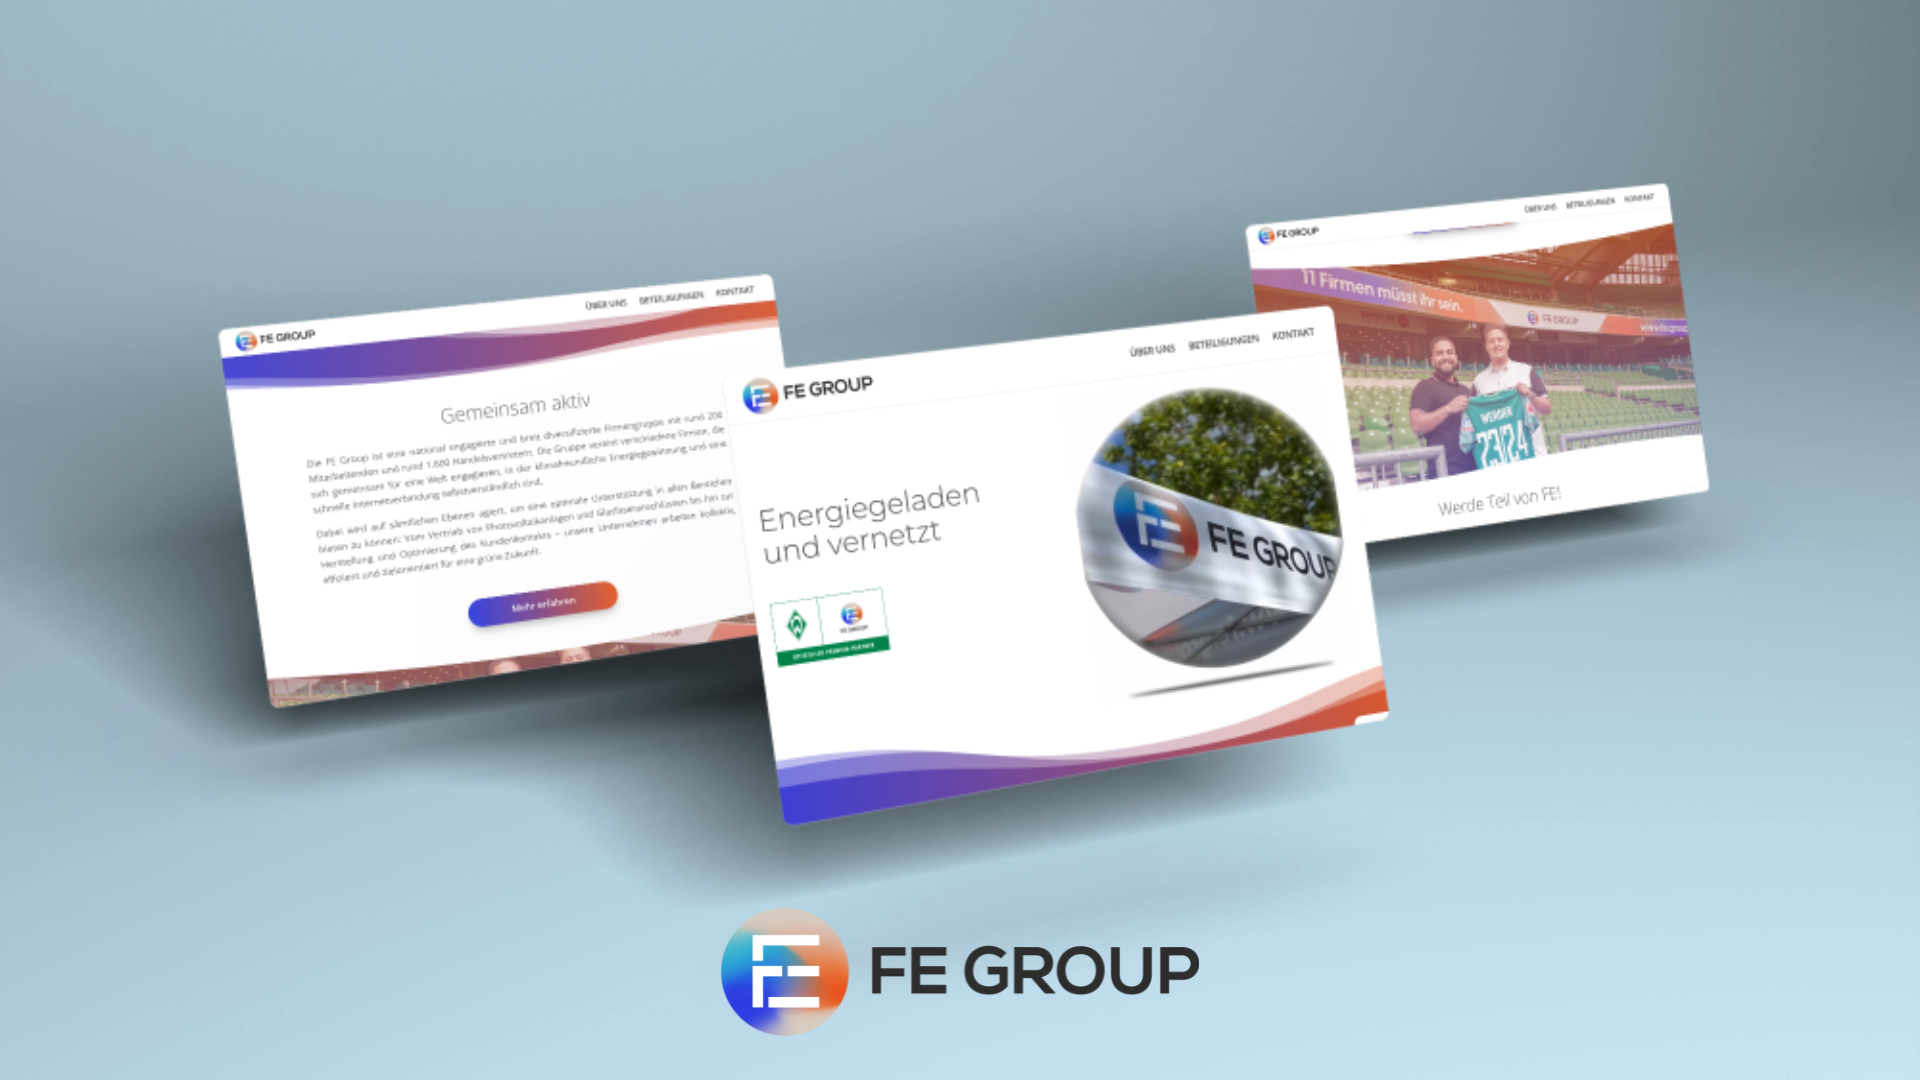 FE GROUP
ÜBER UNS BETEILIGUNGEN KONTAKT
Gemeinsam aktiv
Die FE Group ist eine national engagierte und breit diversifizierte Firmengruppe mit rund 200
Mitarbeitenden und rund 1.600 Handelsvertretern. Die Gruppe vereint verschiedene Firmen, die
sich gemeinsam für eine Welt engagieren, in der klimafreundliche Energiegewinnung und eine
schnelle Internetverbindung selbstverständlich sind.
Dabei wird auf sämtlichen Ebenen agiert, um eine optimale Unterstützung in allen Bereichen
bieten zu können: Vom Vertrieb von Photovoltaikanlagen und Glasfaseranschlüssen bis hin zur
Herstellung und Optimierung des Kundenkontakts – unsere Unternehmen arbeiten kollektiv,
effizient und zielorientiert für eine grüne Zukunft.
Mehr erfahren
FE GROUP
ÜBER UNS BETEILIGUNGEN KONTAKT
Energiegeladen
und vernetzt
FE GROUP
OFFIZIELLER PREMIUM-PARTNER
FE GROUP
FE GROUP
ÜBER UNS BETEILIGUNGEN KONTAKT
11 Firmen müsst ihr sein.
FE GROUP
WERDER
23/24
Werde Teil von FE!
FE GROUP